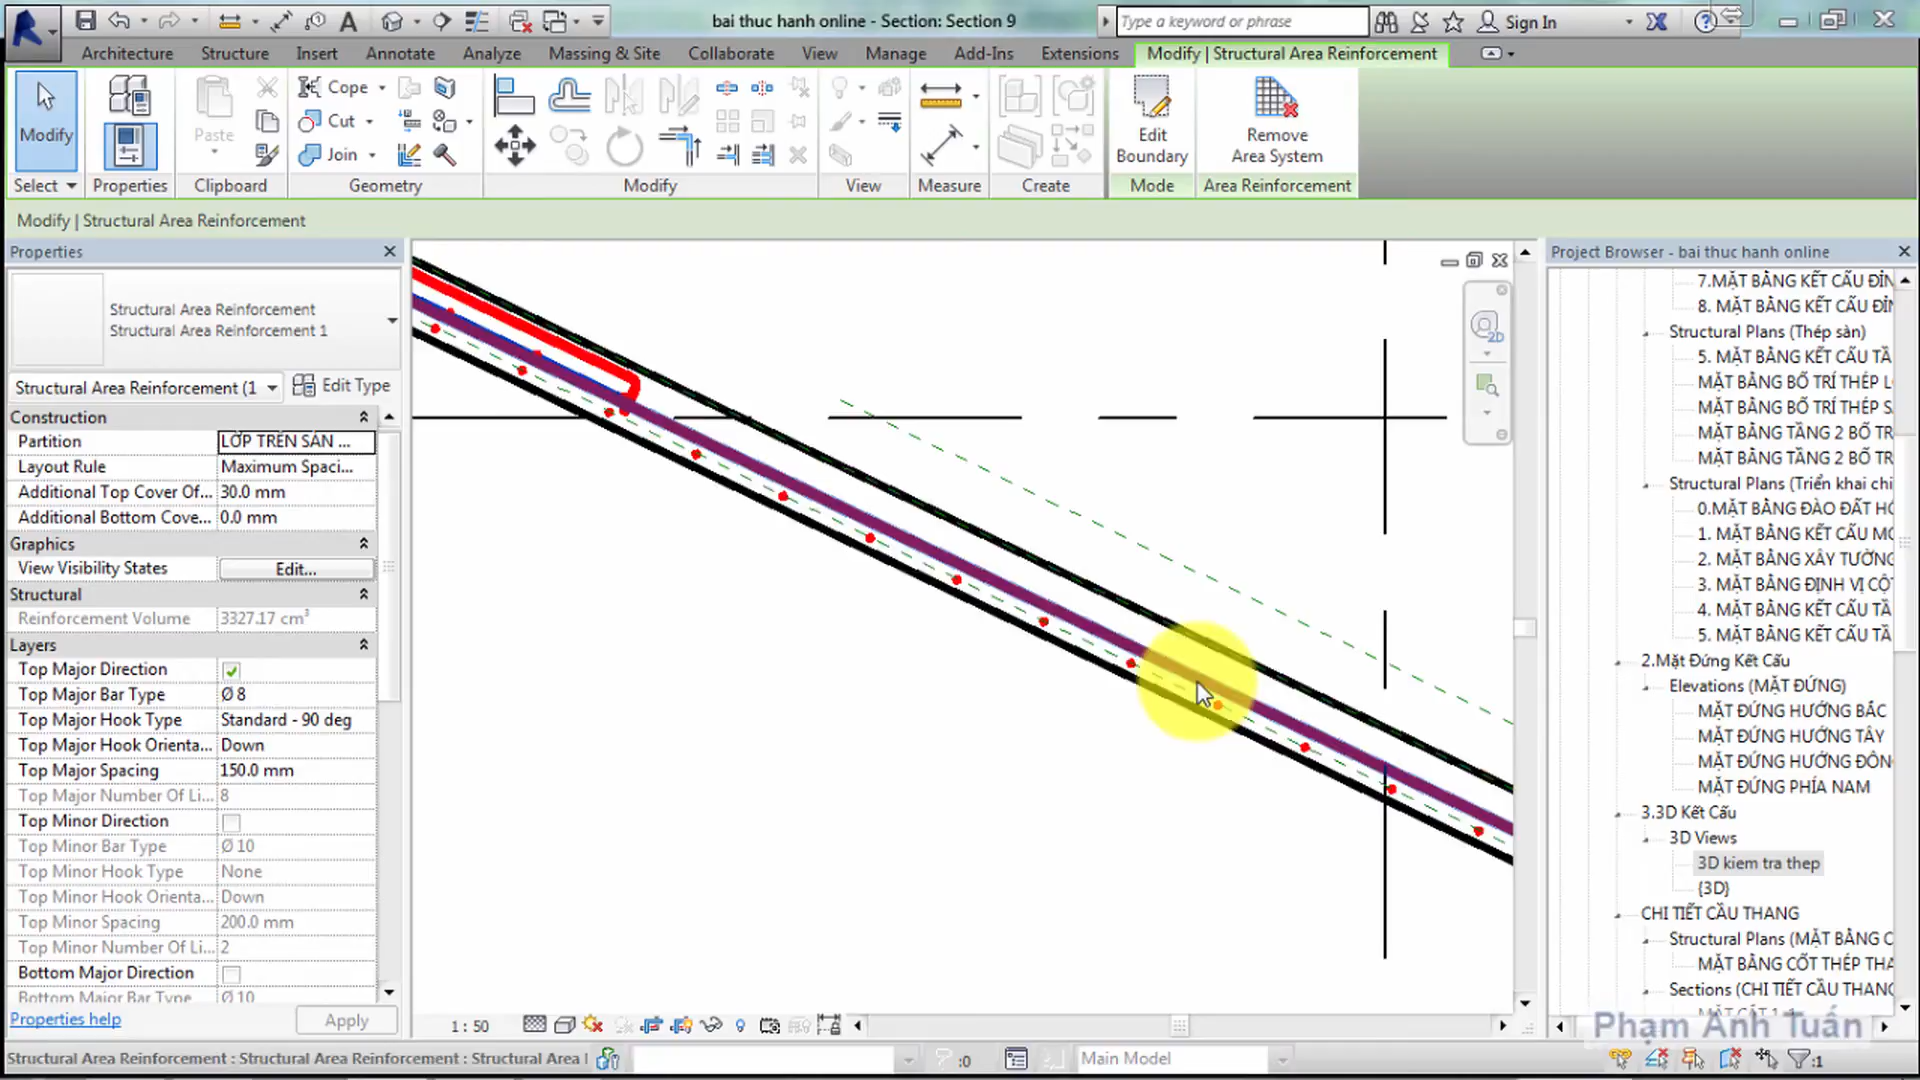 bai thuc hanh online - Section: Section 9
Type a keyword or phrase
Sign In
Architecture
Structure
Insert
Annotate
Analyze
Massing & Site
Collaborate
View
Manage
Add-Ins
Extensions
Modify | Structural Area Reinforcement
Modify
Paste
Cope
Cut
Join
Edit
Boundary
Remove
Area System
Select
Properties
Clipboard
Geometry
Modify
View
Measure
Create
Mode
Area Reinforcement
Modify | Structural Area Reinforcement
Properties
Structural Area Reinforcement
Structural Area Reinforcement 1
Structural Area Reinforcement (1
Edit Type
Construction
Partition LỚP TRÊN SÀN ...
Layout Rule Maximum Spaci...
Additional Top Cover Of... 30.0 mm
Additional Bottom Cove... 0.0 mm
Graphics
View Visibility States Edit...
Structural
Reinforcement Volume 3327.17 cm³
Layers
Top Major Direction
Top Major Bar Type Ø 8
Top Major Hook Type Standard - 90 deg
Top Major Hook Orienta... Down
Top Major Spacing 150.0 mm
Top Major Number Of Li... 8
Top Minor Direction
Top Minor Bar Type Ø 10
Top Minor Hook Type None
Top Minor Hook Orienta... Down
Top Minor Spacing 200.0 mm
Top Minor Number Of Li... 2
Bottom Major Direction
Bottom Major Bar Type Ø 10
Properties help
Apply
2D
Project Browser - bai thuc hanh online
7.MẶT BẰNG KẾT CẤU ĐỈN
8. MẶT BẰNG KẾT CẤU ĐỈN
Structural Plans (Thép sàn)
5. MẶT BẰNG KẾT CẤU TẦ
MẶT BẰNG BỐ TRÍ THÉP L
MẶT BẰNG BỐ TRÍ THÉP S
MẶT BẰNG TẦNG 2 BỐ TR
MẶT BẰNG TẦNG 2 BỐ TR
Structural Plans (Triển khai chi
0.MẶT BẰNG ĐÀO ĐẤT HỐ
1. MẶT BẰNG KẾT CẤU MÓ
2. MẶT BẰNG XÂY TƯỜNG
3. MẶT BẰNG ĐỊNH VỊ CỘT
4. MẶT BẰNG KẾT CẤU TẦ
5. MẶT BẰNG KẾT CẤU TẦ
2.Mặt Đứng Kết Cấu
Elevations (MẶT ĐỨNG)
MẶT ĐỨNG HƯỚNG BẮC
MẶT ĐỨNG HƯỚNG TÂY
MẶT ĐỨNG HƯỚNG ĐÔN
MẶT ĐỨNG PHÍA NAM
3.3D Kết Cấu
3D Views
3D kiem tra thep
{3D}
CHI TIẾT CẦU THANG
Structural Plans (MẶT BẰNG C
MẶT BẰNG CỐT THÉP THA
Sections (CHI TIẾT CẦU THANG
Phạm Anh Tuấn
1 : 50
Structural Area Reinforcement : Structural Area Reinforcement : Structural Area I
:0
Main Model
:1